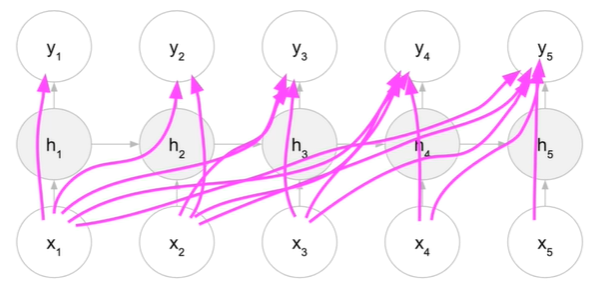 y₁ y₂ y₃ y₄ y₅
h₁ h₂ h₃ h₄ h₅
x₁ x₂ x₃ x₄ x₅